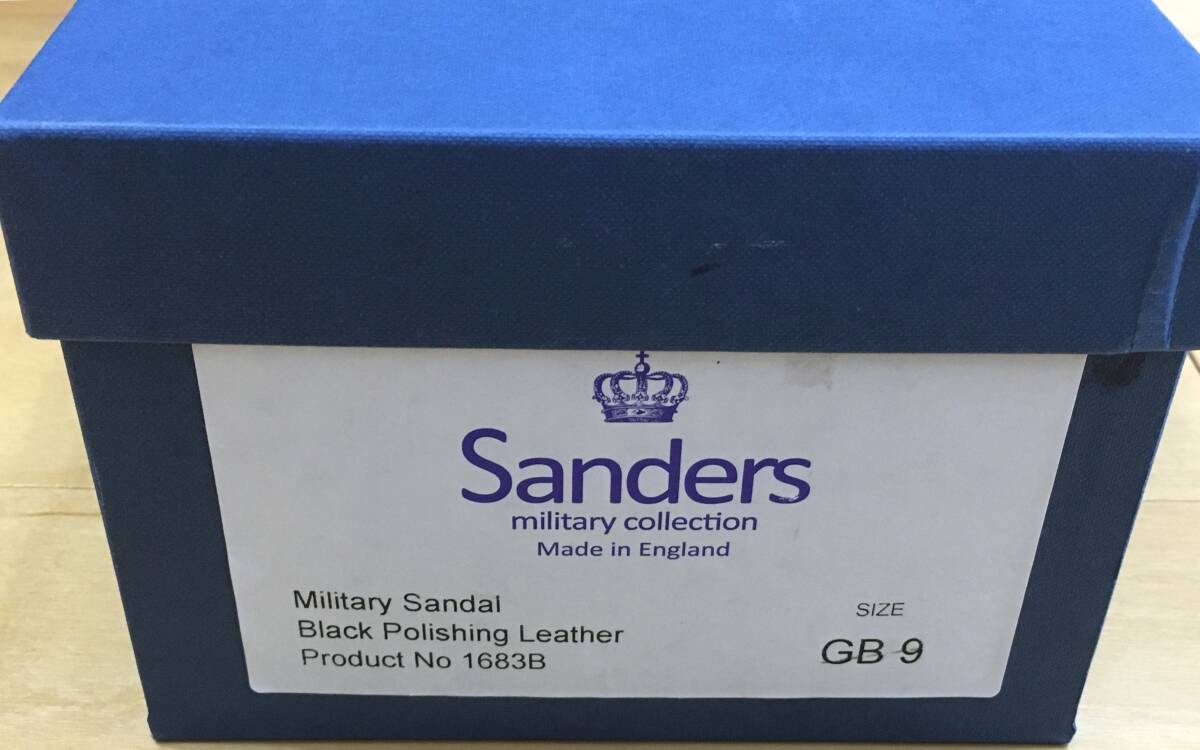 Sanders
military collection
Made in England
Military Sandal
Black Polishing Leather
Product No 1683B
SIZE
GB 9